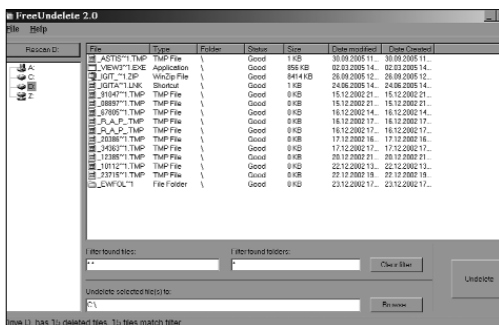 FreeUndelete 2.0
File Help
Rescan D:
File Type Folder Status Size Date modified Date Created
A:
C:
D:
Z:
_ASTIS~1.TMP TMP File \ Good 1 KB 30.09.2005 11... 30.09.2005 11...
_VIEW3~1.EXE Application \ Good 856 KB 02.03.2005 14... 02.03.2005 14...
_IGIT_~1.ZIP WinZip File \ Good 6414 KB 26.09.2005 12... 26.09.2005 12...
_IGITA~1.LNK Shortcut \ Good 1 KB 24.06.2005 14... 24.06.2005 14...
_91047~1.TMP TMP File \ Good 0 KB 15.12.2002 21... 15.12.2002 21...
_08897~1.TMP TMP File \ Good 0 KB 15.12.2002 21... 15.12.2002 21...
_67805~1.TMP TMP File \ Good 0 KB 16.12.2002 14... 16.12.2002 14...
_R_A_P_.TMP TMP File \ Good 0 KB 16.12.2002 17... 16.12.2002 17...
_R_A_P_.TMP TMP File \ Good 0 KB 16.12.2002 17... 16.12.2002 17...
_20386~1.TMP TMP File \ Good 0 KB 17.12.2002 16... 17.12.2002 16...
_34363~1.TMP TMP File \ Good 0 KB 17.12.2002 17... 17.12.2002 17...
_12385~1.TMP TMP File \ Good 0 KB 20.12.2002 21... 20.12.2002 21...
_10112~1.TMP TMP File \ Good 0 KB 22.12.2002 13... 22.12.2002 13...
_23715~1.TMP TMP File \ Good 0 KB 22.12.2002 19... 22.12.2002 19...
_EWFOL~1 File Folder \ Good 0 KB 23.12.2002 17... 23.12.2002 17...
Filter found files: Filter found folders:
*.* * Clear filter
Undelete
Undelete selected file(s) to:
C:\ Browse
Drive D: has 15 deleted files, 15 files match filter